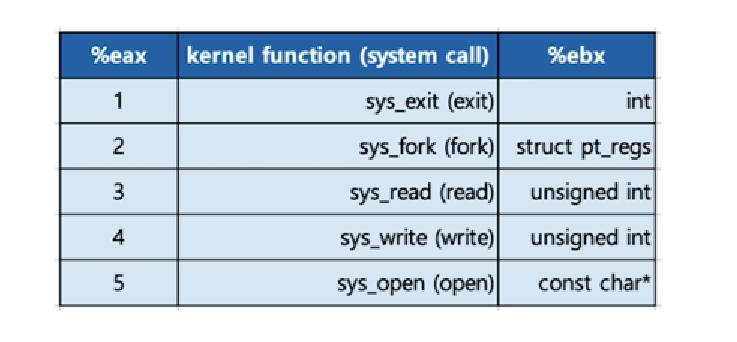 %eax kernel function (system call) %ebx
1 sys_exit (exit) int
2 sys_fork (fork) struct pt_regs
3 sys_read (read) unsigned int
4 sys_write (write) unsigned int
5 sys_open (open) const char*